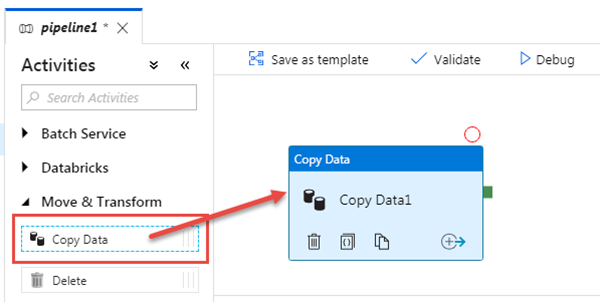 pipeline1 *
Activities
Search Activities
Batch Service
Databricks
Move & Transform
Copy Data
Delete
Save as template
Validate
Debug
Copy Data
Copy Data1